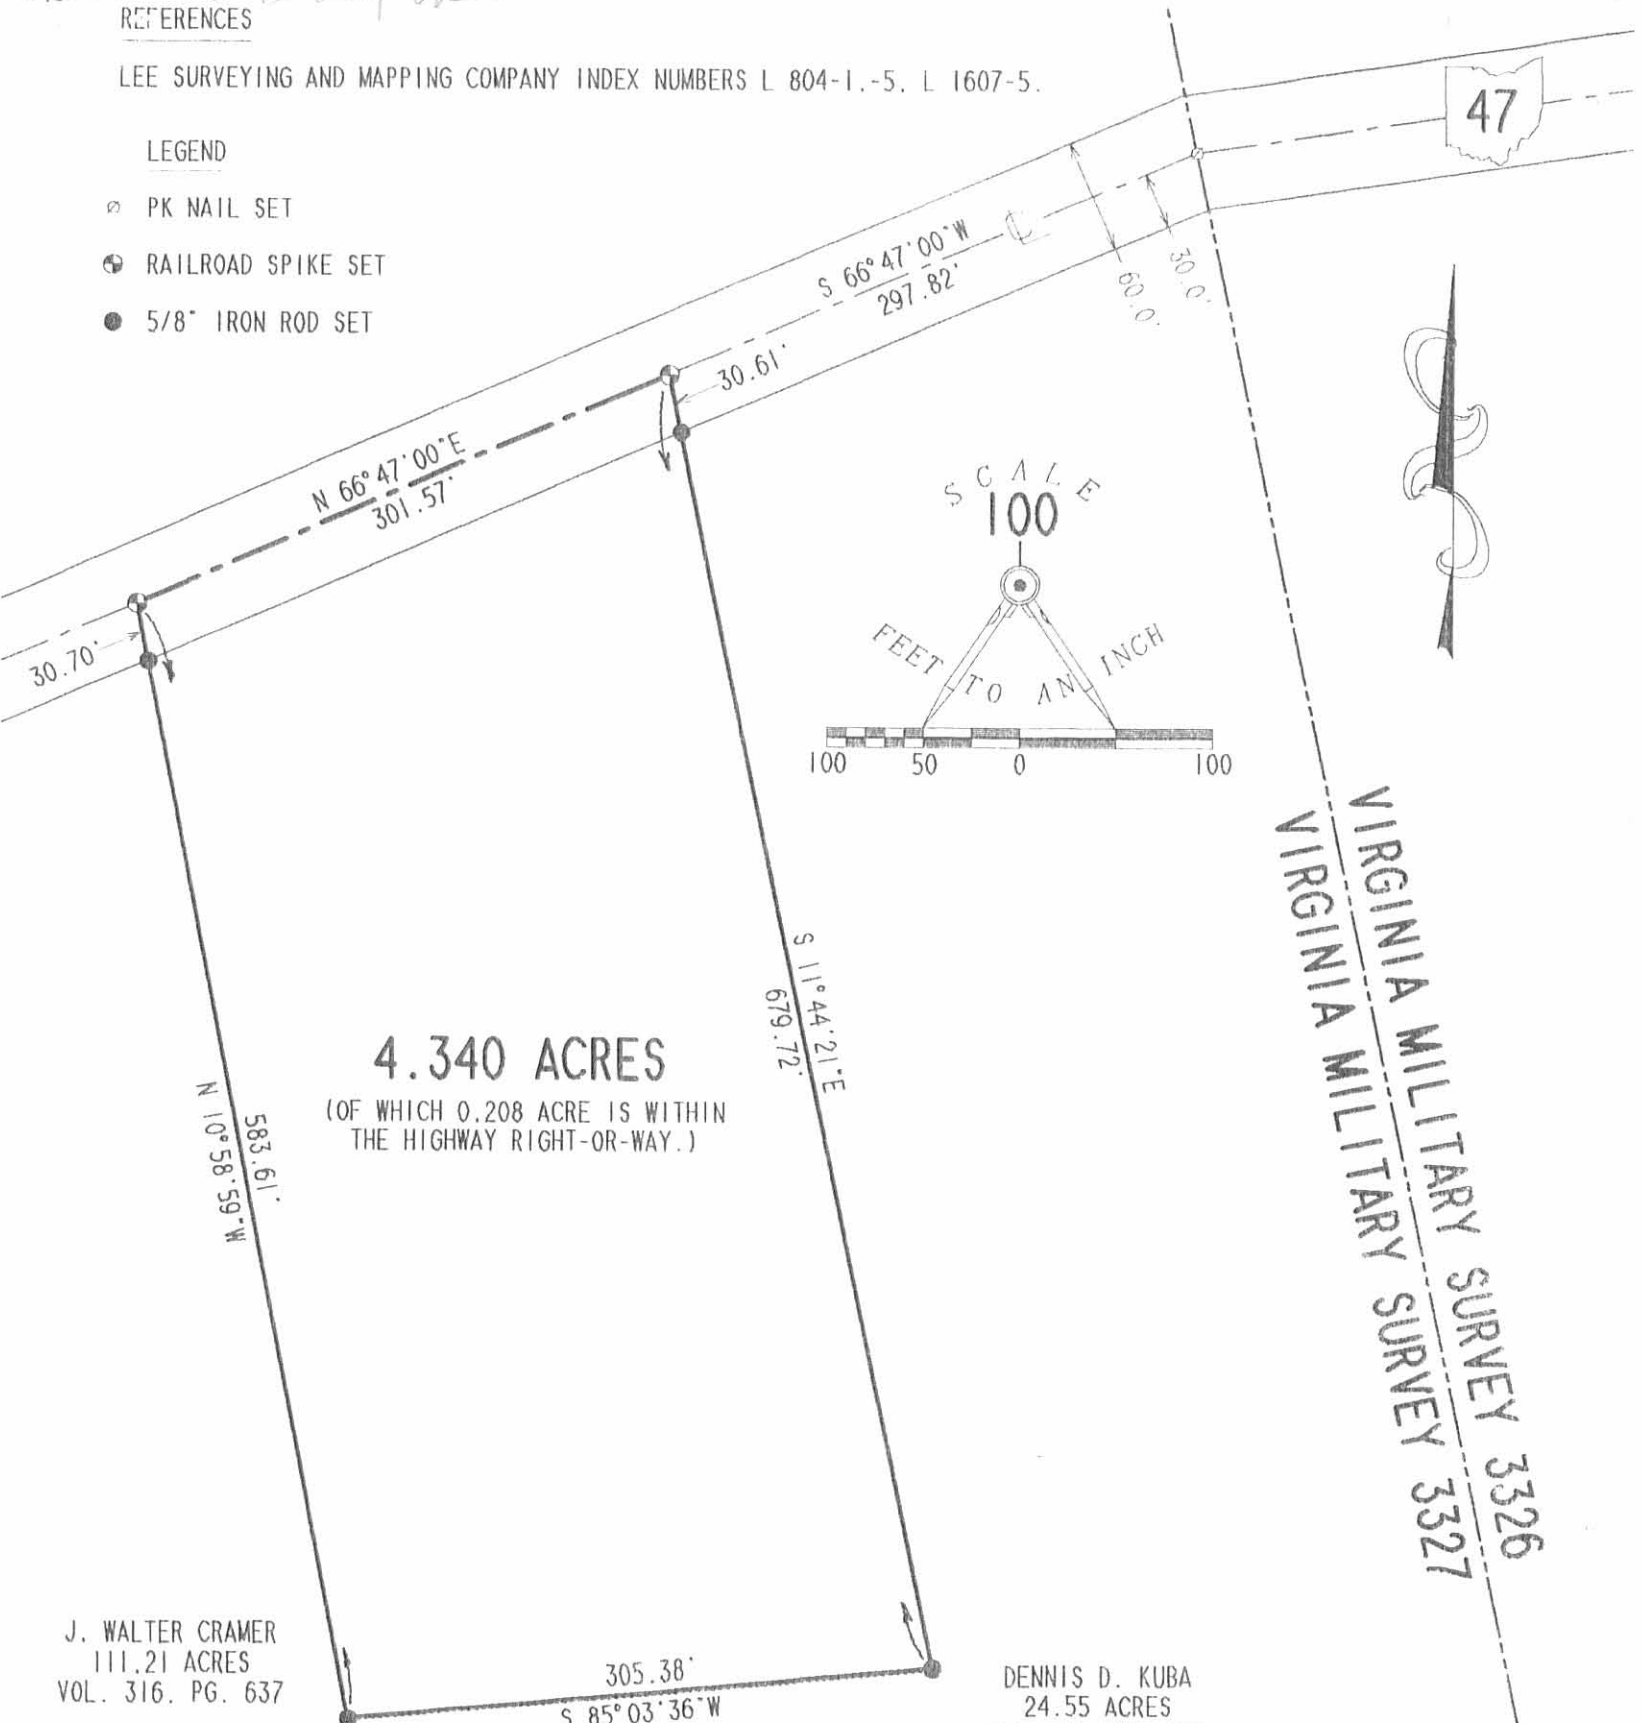 REFERENCES
LEE SURVEYING AND MAPPING COMPANY INDEX NUMBERS L 804-1.-5. L 1607-5.
LEGEND
PK NAIL SET
RAILROAD SPIKE SET
5/8" IRON ROD SET
47
S 66°47'00"W
297.82'
60.0'
30.0'
30.61'
N 66°47'00"E
301.57'
30.70'
SCALE
100
FEET TO AN INCH
100 50 0 100
VIRGINIA MILITARY SURVEY 3326
VIRGINIA MILITARY SURVEY 3327
S 11°44'21"E
679.72'
4.340 ACRES
(OF WHICH 0.208 ACRE IS WITHIN
THE HIGHWAY RIGHT-OR-WAY.)
583.61'
N 10°58'59"W
J. WALTER CRAMER
111.21 ACRES
VOL. 316. PG. 637
305.38'
S 85°03'36"W
DENNIS D. KUBA
24.55 ACRES